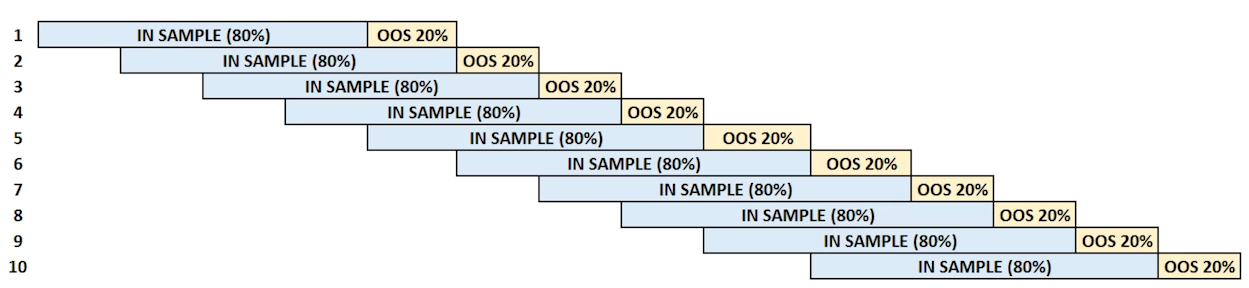 1 IN SAMPLE (80%) OOS 20%
2 IN SAMPLE (80%) OOS 20%
3 IN SAMPLE (80%) OOS 20%
4 IN SAMPLE (80%) OOS 20%
5 IN SAMPLE (80%) OOS 20%
6 IN SAMPLE (80%) OOS 20%
7 IN SAMPLE (80%) OOS 20%
8 IN SAMPLE (80%) OOS 20%
9 IN SAMPLE (80%) OOS 20%
10 IN SAMPLE (80%) OOS 20%